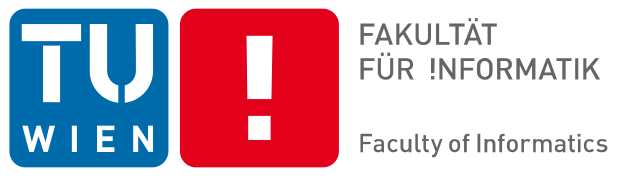 TU
WIEN
!
FAKULTÄT
FÜR !NFORMATIK
Faculty of Informatics